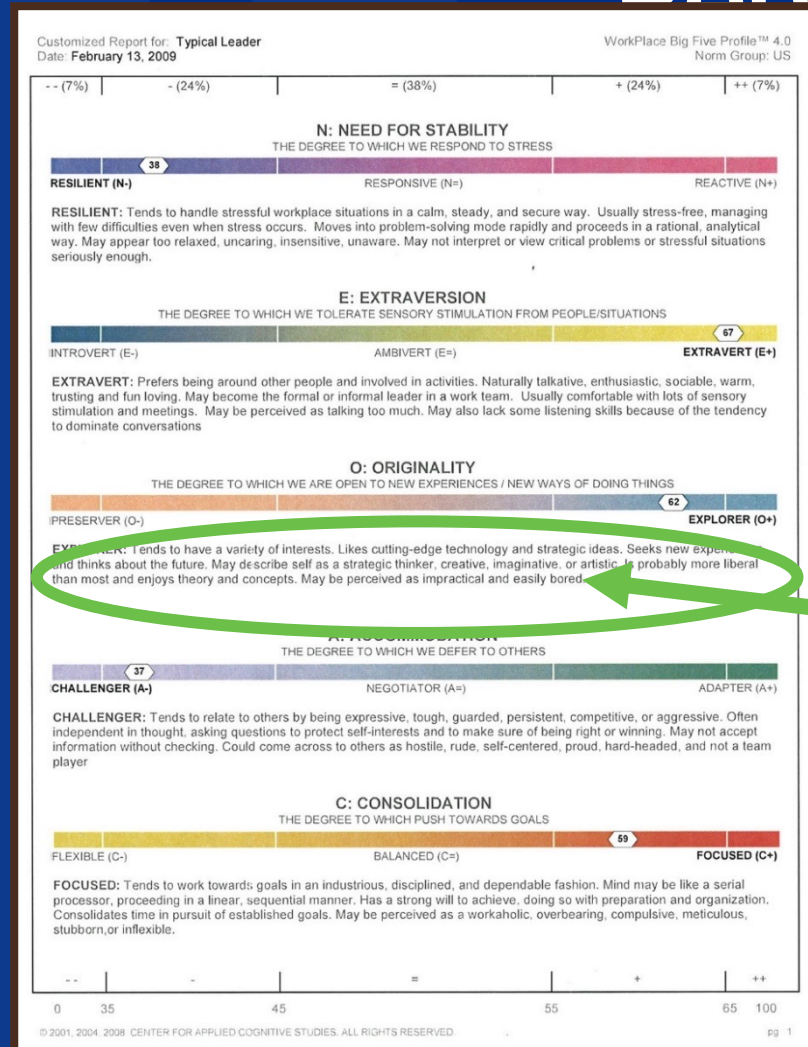 Customized Report for: Typical Leader
Date: February 13, 2009
WorkPlace Big Five Profile™ 4.0
Norm Group: US
- - (7%) - (24%) = (38%) + (24%) ++ (7%)
N: NEED FOR STABILITY
THE DEGREE TO WHICH WE RESPOND TO STRESS
38
RESILIENT (N-) RESPONSIVE (N=) REACTIVE (N+)
RESILIENT: Tends to handle stressful workplace situations in a calm, steady, and secure way. Usually stress-free, managing
with few difficulties even when stress occurs. Moves into problem-solving mode rapidly and proceeds in a rational, analytical
way. May appear too relaxed, uncaring, insensitive, unaware. May not interpret or view critical problems or stressful situations
seriously enough.
E: EXTRAVERSION
THE DEGREE TO WHICH WE TOLERATE SENSORY STIMULATION FROM PEOPLE/SITUATIONS
67
INTROVERT (E-) AMBIVERT (E=) EXTRAVERT (E+)
EXTRAVERT: Prefers being around other people and involved in activities. Naturally talkative, enthusiastic, sociable, warm,
trusting and fun loving. May become the formal or informal leader in a work team. Usually comfortable with lots of sensory
stimulation and meetings. May be perceived as talking too much. May also lack some listening skills because of the tendency
to dominate conversations
O: ORIGINALITY
THE DEGREE TO WHICH WE ARE OPEN TO NEW EXPERIENCES / NEW WAYS OF DOING THINGS
62
PRESERVER (O-) EXPLORER (O+)
Tends to have a variety of interests. Likes cutting-edge technology and strategic ideas. Seeks new
and thinks about the future. May describe self as a strategic thinker, creative, imaginative, or artistic. Is probably more liberal
than most and enjoys theory and concepts. May be perceived as impractical and easily bored.
A: ACCOMMODATION
THE DEGREE TO WHICH WE DEFER TO OTHERS
37
CHALLENGER (A-) NEGOTIATOR (A=) ADAPTER (A+)
CHALLENGER: Tends to relate to others by being expressive, tough, guarded, persistent, competitive, or aggressive. Often
independent in thought, asking questions to protect self-interests and to make sure of being right or winning. May not accept
information without checking. Could come across to others as hostile, rude, self-centered, proud, hard-headed, and not a team
player
C: CONSOLIDATION
THE DEGREE TO WHICH PUSH TOWARDS GOALS
59
FLEXIBLE (C-) BALANCED (C=) FOCUSED (C+)
FOCUSED: Tends to work towards goals in an industrious, disciplined, and dependable fashion. Mind may be like a serial
processor, proceeding in a linear, sequential manner. Has a strong will to achieve, doing so with preparation and organization.
Consolidates time in pursuit of established goals. May be perceived as a workaholic, overbearing, compulsive, meticulous,
stubborn,or inflexible.
- - - = + ++
0 35 45 55 65 100
© 2001, 2004, 2008 CENTER FOR APPLIED COGNITIVE STUDIES. ALL RIGHTS RESERVED. pg 1